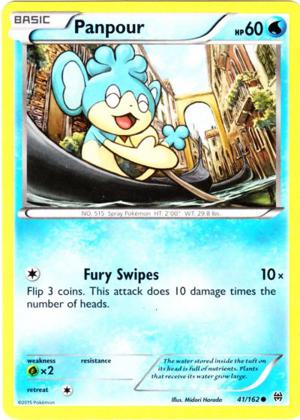 BASIC
Panpour
HP60
NO. 515 Spray Pokémon HT: 2'00" WT: 29.8 lbs.
Fury Swipes 10×
Flip 3 coins. This attack does 10 damage times the
number of heads.
weakness resistance
×2
retreat
The water stored inside the tuft on
its head is full of nutrients. Plants
that receive its water grow large.
©2015 Pokémon
Illus. Midori Harada
41/162